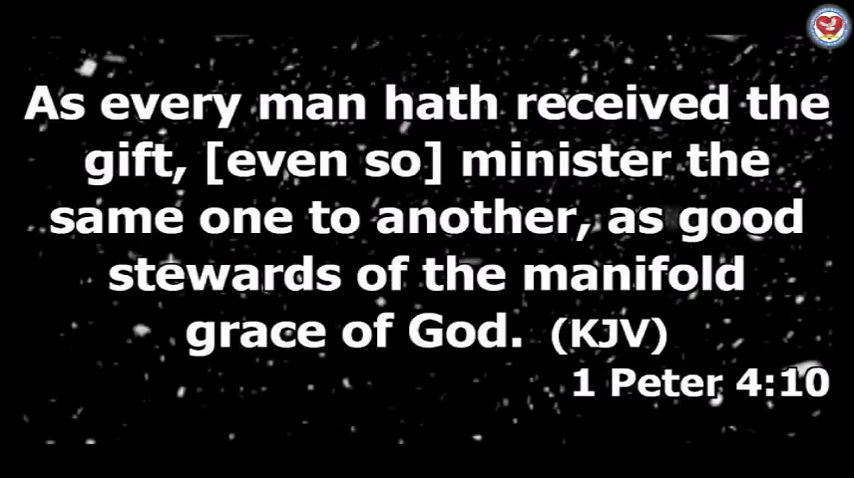 As every man hath received the
gift, [even so] minister the
same one to another, as good
stewards of the manifold
grace of God. (KJV)
1 Peter 4:10